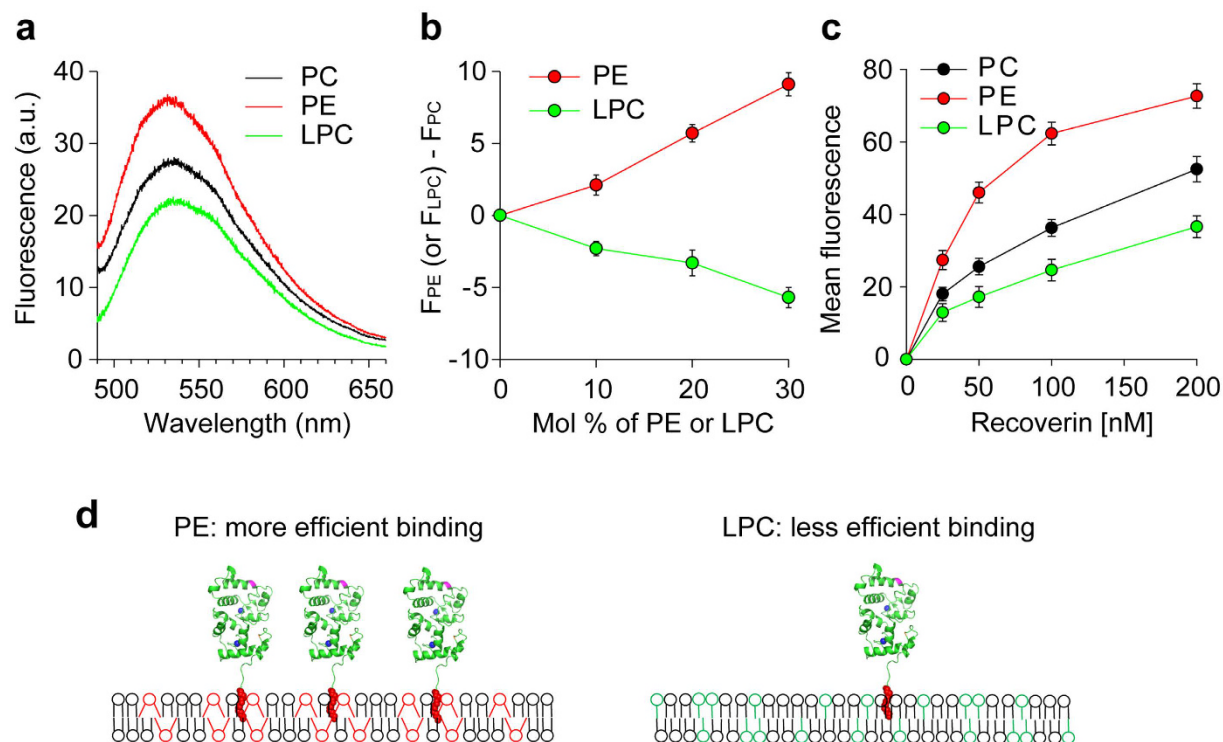 a
40
30
20
10
0
Fluorescence (a.u.)
PC
PE
LPC
500 550 600 650
Wavelength (nm)
b
10
5
0
-5
-10
FPE (or FLPC) - FPC
PE
LPC
0 10 20 30
Mol % of PE or LPC
c
80
60
40
20
0
Mean fluorescence
PC
PE
LPC
0 50 100 150 200
Recoverin [nM]
d
PE: more efficient binding
LPC: less efficient binding